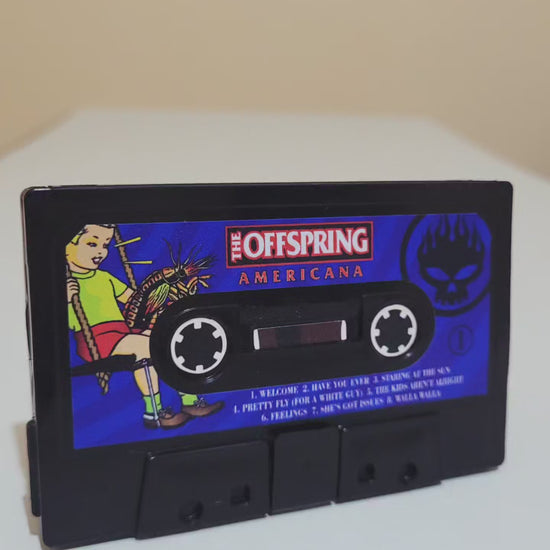 THE OFFSPRING
AMERICANA
1
1. WELCOME 2. HAVE YOU EVER 3. STARING AT THE SUN
4. PRETTY FLY (FOR A WHITE GUY) 5. THE KIDS AREN'T ALRIGHT
6. FEELINGS 7. SHE'S GOT ISSUES 8. WALLA WALLA